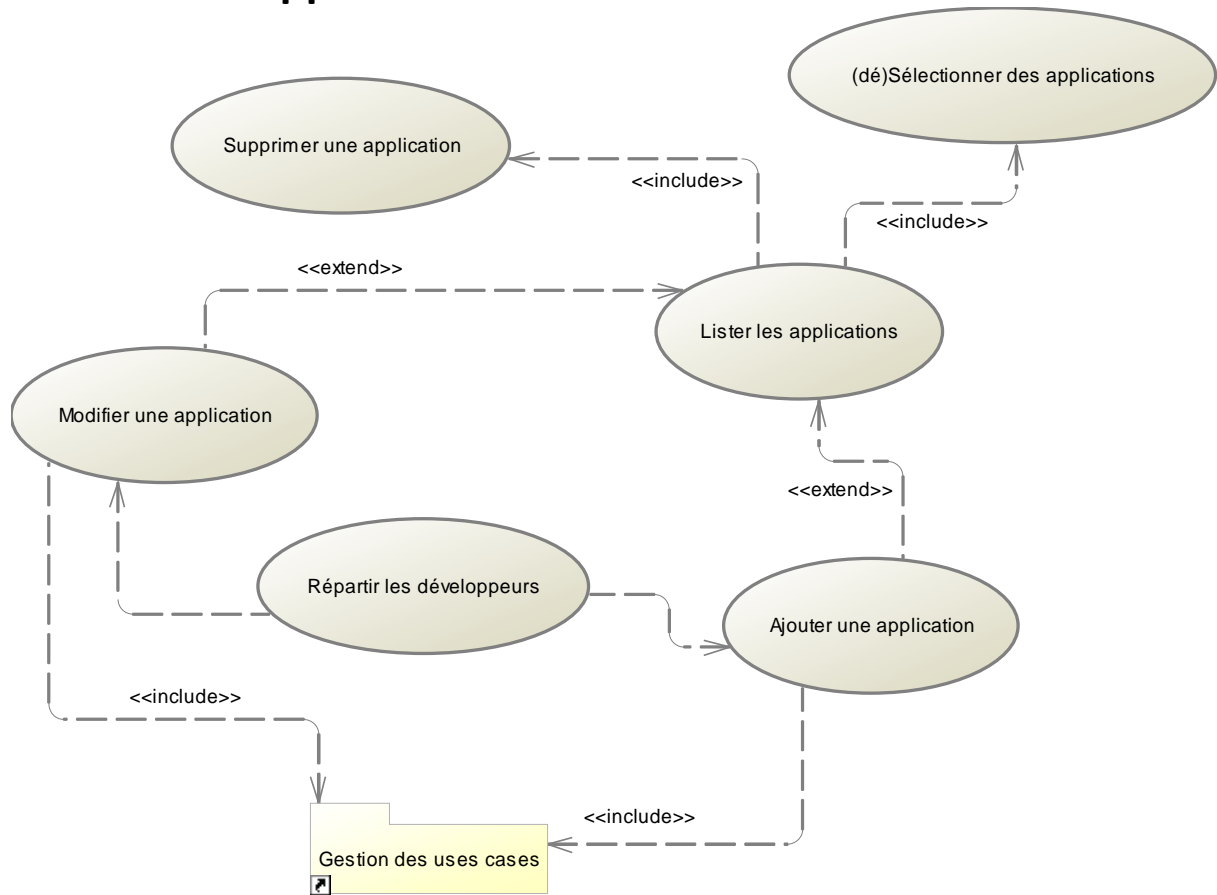 (dé)Sélectionner des applications
Supprimer une application
<<include>>
<<include>>
<<extend>>
Lister les applications
Modifier une application
<<extend>>
Répartir les développeurs
Ajouter une application
<<include>>
<<include>>
Gestion des uses cases